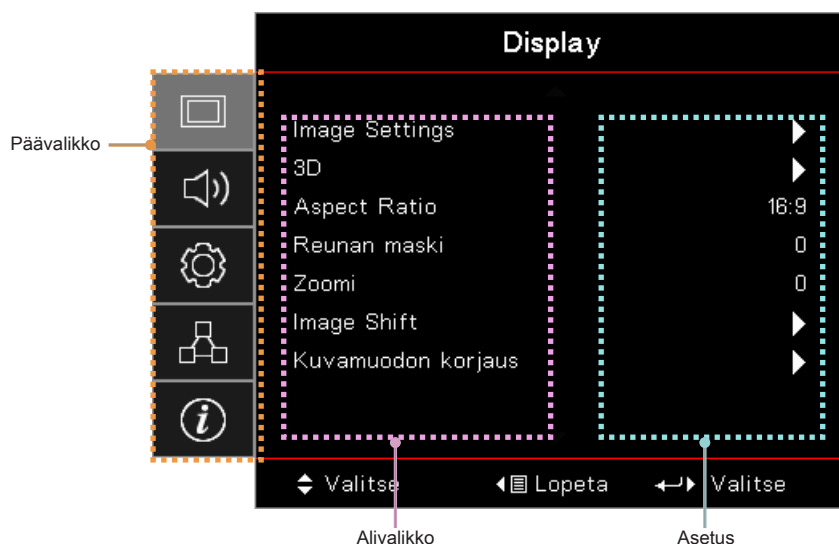 Display
Päävalikko
Image Settings
3D
Aspect Ratio 16:9
Reunan maski 0
Zoomi 0
Image Shift
Kuvamuodon korjaus
Valitse Lopeta Valitse
Alivalikko Asetus